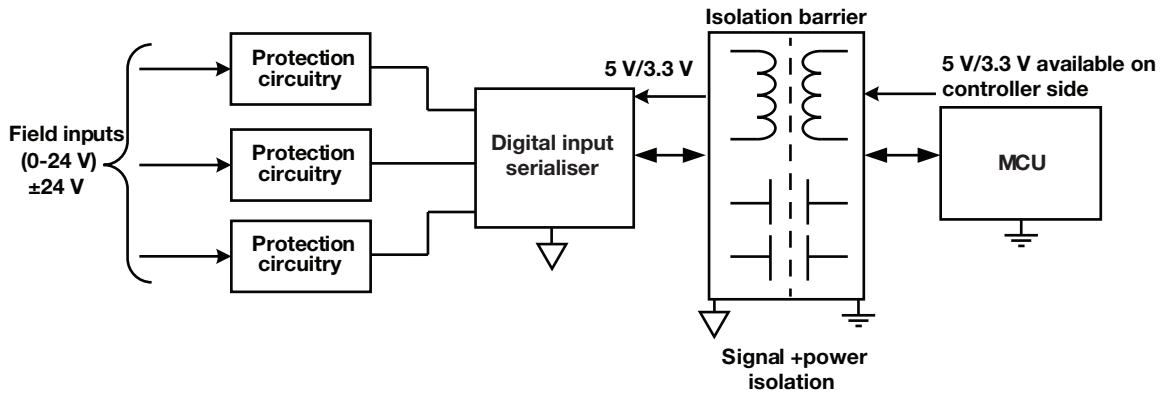 Isolation barrier
Protection
circuitry
5 V/3.3 V
5 V/3.3 V available on
controller side
Field inputs
(0-24 V)
±24 V
Protection
circuitry
Digital input
serialiser
MCU
Protection
circuitry
Signal +power
isolation